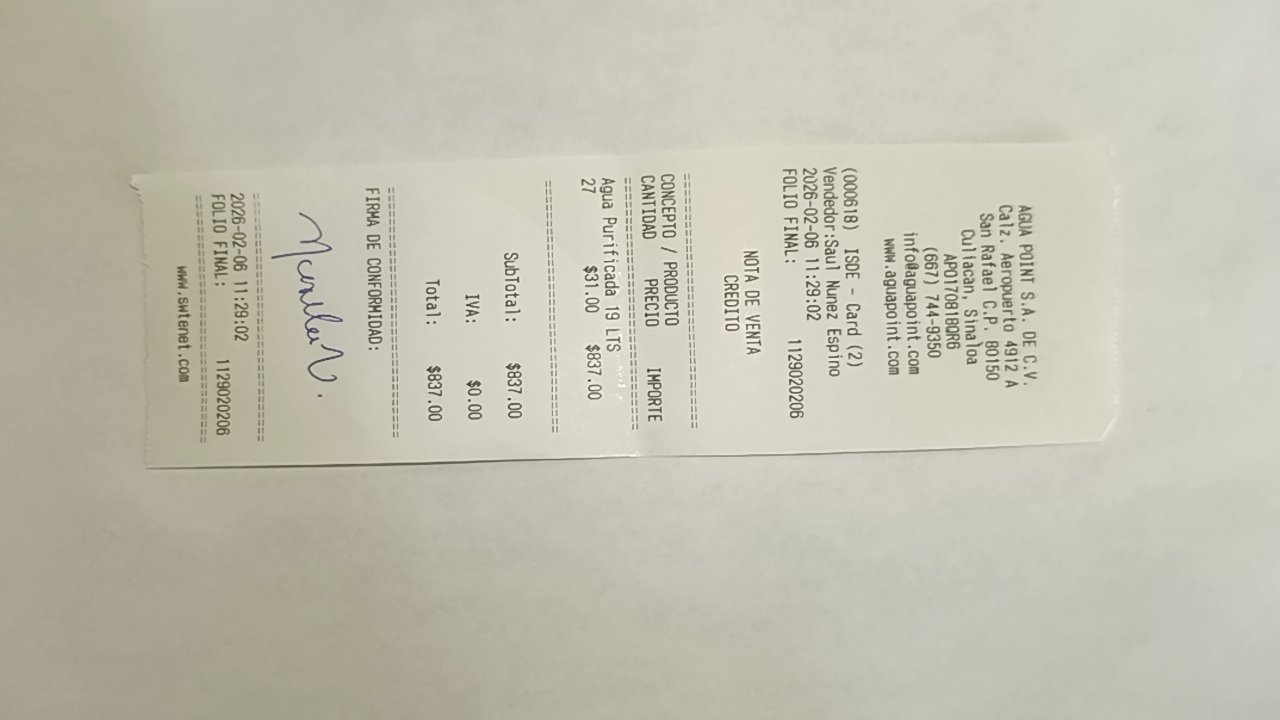 AGUA POINT S.A. DE C.V.
Calz. Aeropuerto 4912 A
San Rafael C.P. 80150
Culiacan, Sinaloa
APO170818QR6
(667) 744-9350
info@aguapoint.com
www.aguapoint.com
(000618) ISDE - Card (2)
Vendedor:Saul Nunez Espino
2026-02-06 11:29:02
FOLIO FINAL: 1129020206
NOTA DE VENTA
CREDITO
================================
CONCEPTO / PRODUCTO
CANTIDAD PRECIO IMPORTE
================================
Agua Purificada 19 LTS
27 $31.00 $837.00
================================
SubTotal: $837.00
IVA: $0.00
Total: $837.00
================================
FIRMA DE CONFORMIDAD:
================================
2026-02-06 11:29:02
FOLIO FINAL: 1129020206
================================
www.swtenet.com